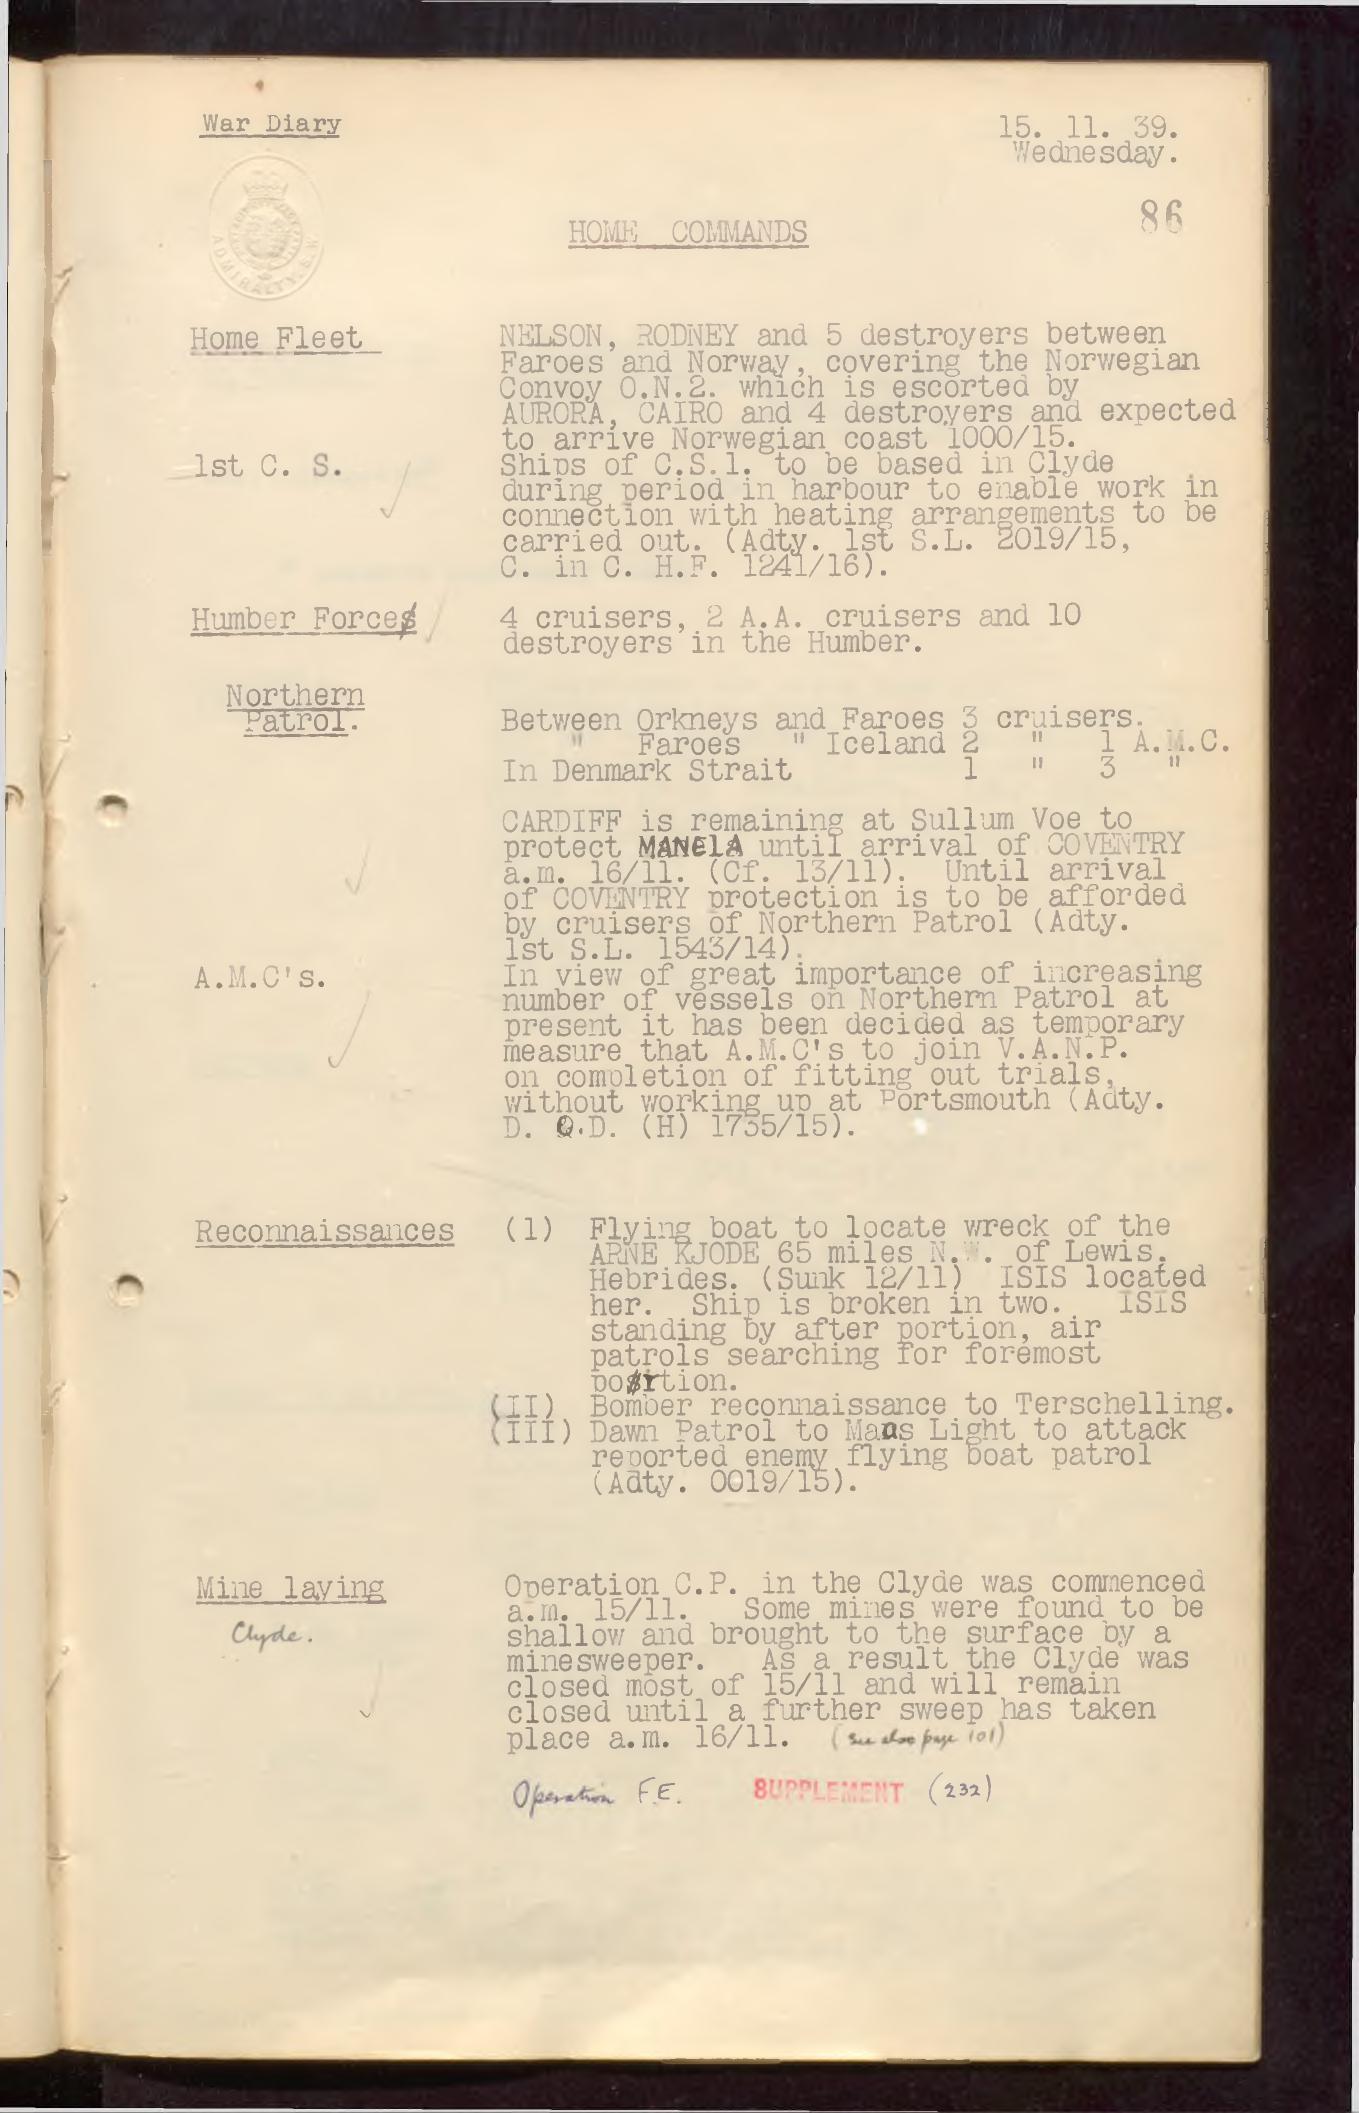 War Diary
15. 11. 39.
Wednesday.
86
ADMIRALTY. S.W
HOME COMMANDS
Home Fleet
NELSON, RODNEY and 5 destroyers between
Faroes and Norway, covering the Norwegian
Convoy O.N.2. which is escorted by
AURORA, CAIRO and 4 destroyers and expected
to arrive Norwegian coast 1000/15.
1st C. S.
Ships of C.S.1. to be based in Clyde
during period in harbour to enable work in
connection with heating arrangements to be
carried out. (Adty. 1st S.L. 2019/15,
C. in C. H.F. 1241/16).
Humber Force
4 cruisers, 2 A.A. cruisers and 10
destroyers in the Humber.
Northern
Patrol.
Between Orkneys and Faroes 3 cruisers.
" Faroes " Iceland 2 " 1 A.M.C.
In Denmark Strait 1 " 3 "
CARDIFF is remaining at Sullum Voe to
protect MANELA until arrival of COVENTRY
a.m. 16/11. (Cf. 13/11). Until arrival
of COVENTRY protection is to be afforded
by cruisers of Northern Patrol (Adty.
1st S.L. 1543/14).
A.M.C's.
In view of great importance of increasing
number of vessels on Northern Patrol at
present it has been decided as temporary
measure that A.M.C's to join V.A.N.P.
on completion of fitting out trials,
without working up at Portsmouth (Adty.
D. O.D. (H) 1735/15).
Reconnaissances
(1) Flying boat to locate wreck of the
ARNE KJODE 65 miles N.W. of Lewis.
Hebrides. (Sunk 12/11) ISIS located
her. Ship is broken in two. ISIS
standing by after portion, air
patrols searching for foremost
portion.
(II) Bomber reconnaissance to Terschelling.
(III) Dawn Patrol to Maas Light to attack
reported enemy flying boat patrol
(Adty. 0019/15).
Mine laying
Clyde.
Operation C.P. in the Clyde was commenced
a.m. 15/11. Some mines were found to be
shallow and brought to the surface by a
minesweeper. As a result the Clyde was
closed most of 15/11 and will remain
closed until a further sweep has taken
place a.m. 16/11. (see also page 101)
Operation F.E. SUPPLEMENT (232)